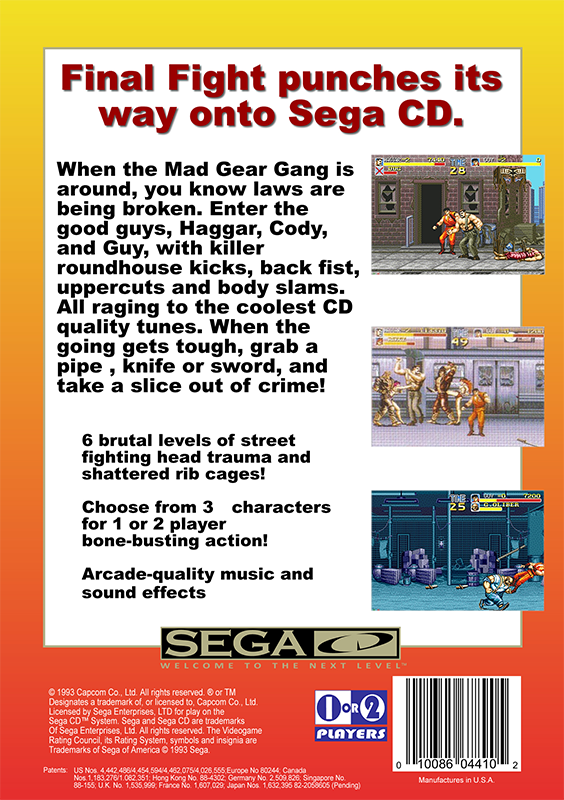 Final Fight punches its
way onto Sega CD.
When the Mad Gear Gang is
around, you know laws are
being broken. Enter the
good guys, Haggar, Cody,
and Guy, with killer
roundhouse kicks, back fist,
uppercuts and body slams.
All raging to the coolest CD
quality tunes. When the
going gets tough, grab a
pipe , knife or sword, and
take a slice out of crime!
28
49
25
7200
6 brutal levels of street
fighting head trauma and
shattered rib cages!
Choose from 3 characters
for 1 or 2 player
bone-busting action!
Arcade-quality music and
sound effects
SEGA CD
WELCOME TO THE NEXT LEVEL™
© 1993 Capcom Co., Ltd. All rights reserved. ® or TM
Designates a trademark of, or licensed to, Capcom Co., Ltd.
Licensed by Sega Enterprises, LTD for play on the
Sega CD™ System. Sega and Sega CD are trademarks
Of Sega Enterprises, Ltd. All rights reserved. The Videogame
Rating Council, its Rating System, symbols and insignia are
Trademarks of Sega of America © 1993 Sega.
1 OR 2
PLAYERS
0 10086 04410 2
Manufactures in U.S.A.
Patents: US Nos. 4,442,486/4,454,594/4,462,075/4,026,555;Europe No 80244; Canada
Nos.1,183,276/1,082,351; Hong Kong No. 88-4302; Germany No. 2,509,826; Singapore No.
88-155; U.K. No. 1,535,999; France No. 1,607,029; Japan Nos. 1,632,395 82-2058605 (Pending)